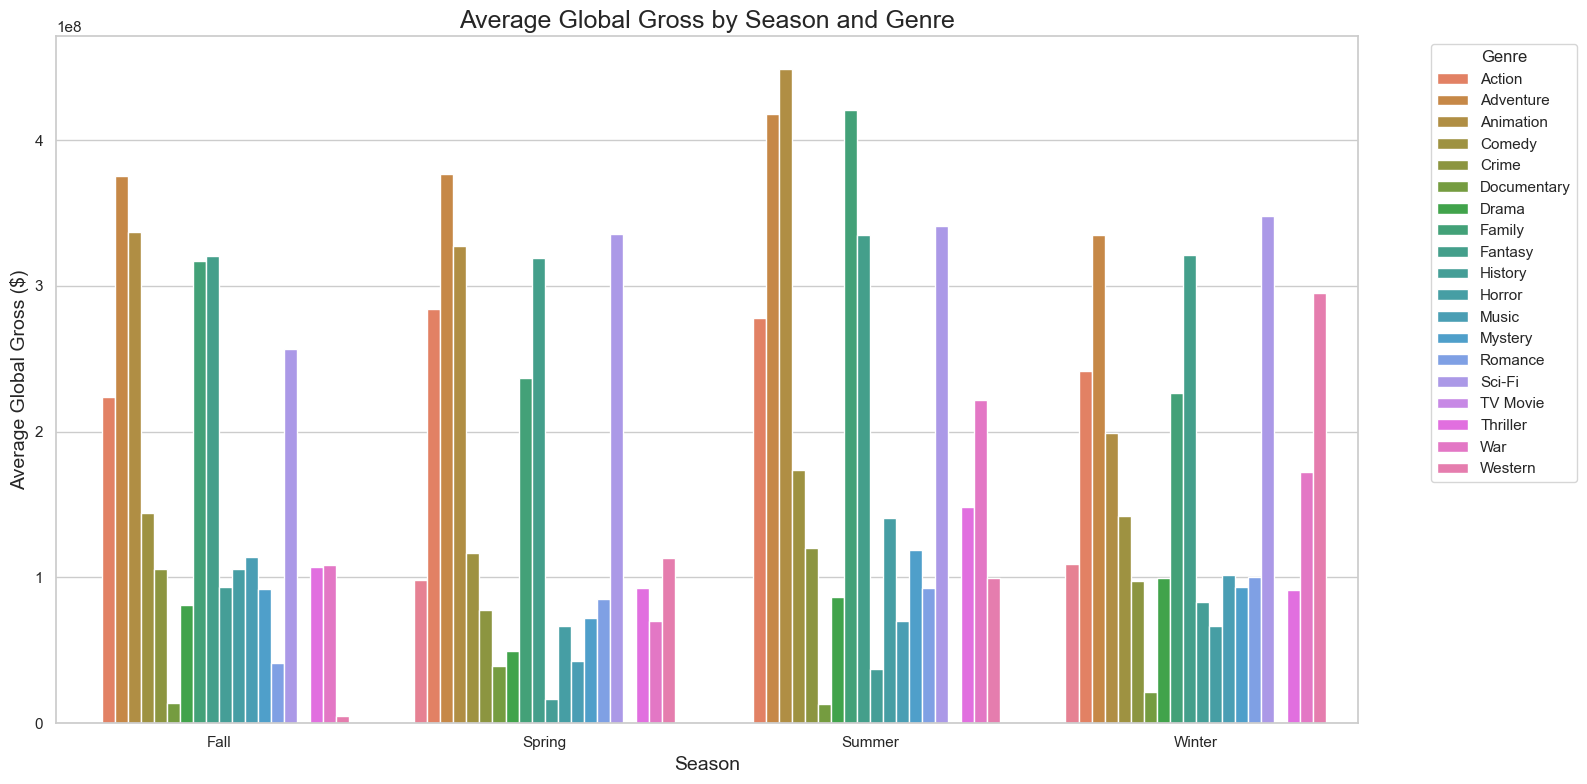 Average Global Gross by Season and Genre
1e8
4
3
2
1
0
Average Global Gross ($)
Fall
Spring
Summer
Winter
Season
Genre
Action
Adventure
Animation
Comedy
Crime
Documentary
Drama
Family
Fantasy
History
Horror
Music
Mystery
Romance
Sci-Fi
TV Movie
Thriller
War
Western